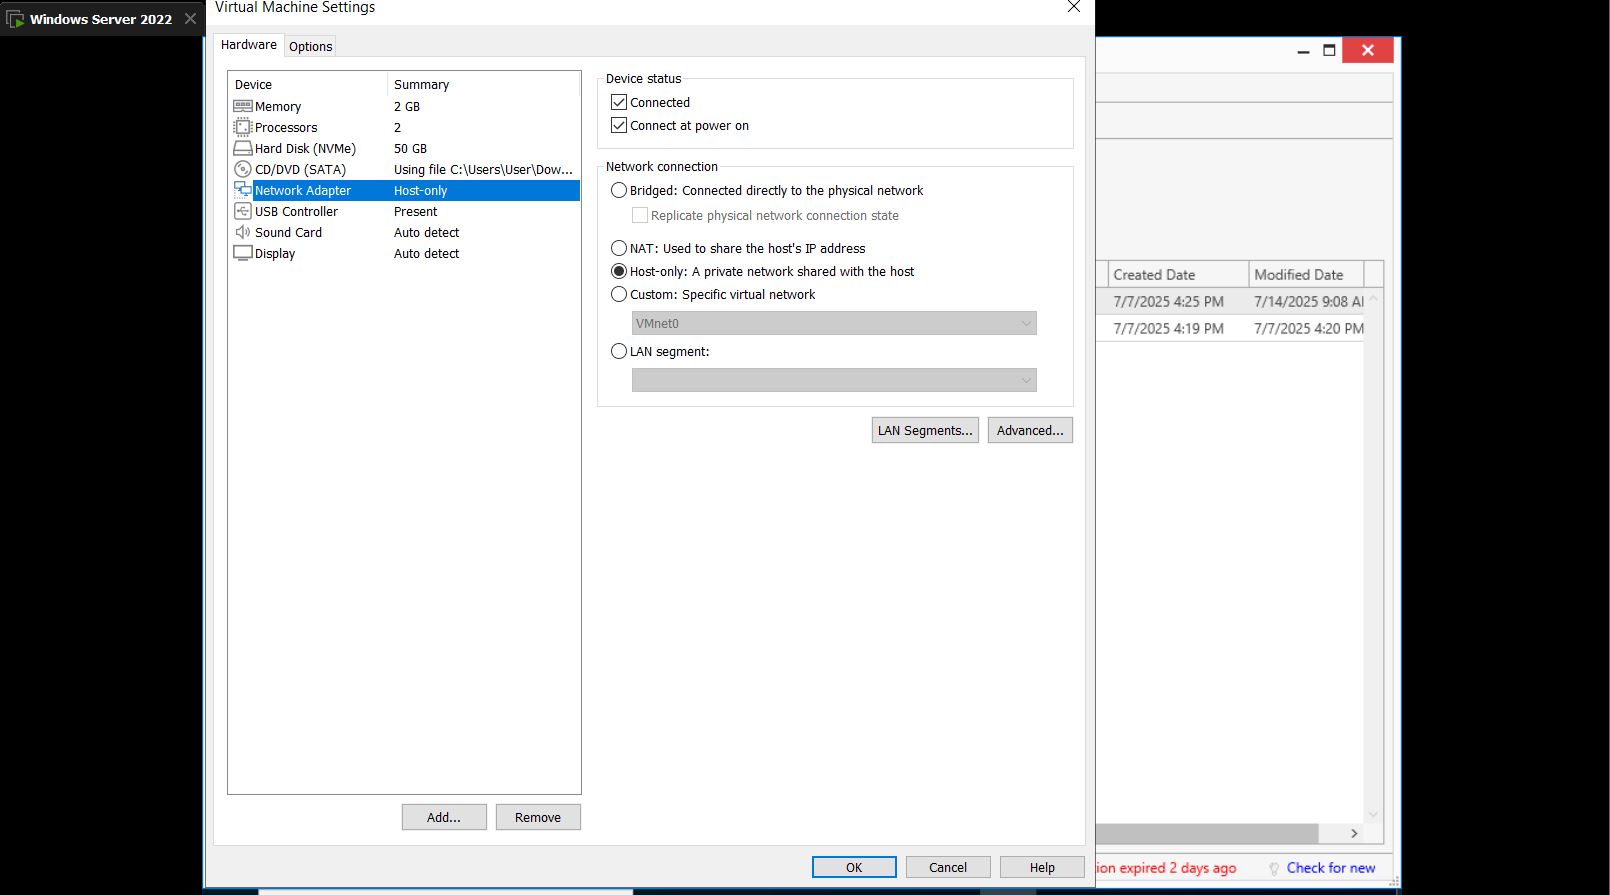 Windows Server 2022
Virtual Machine Settings
Hardware
Options
Device Summary
Memory 2 GB
Processors 2
Hard Disk (NVMe) 50 GB
CD/DVD (SATA) Using file C:\Users\User\Dow...
Network Adapter Host-only
USB Controller Present
Sound Card Auto detect
Display Auto detect
Add...
Remove
Device status
Connected
Connect at power on
Network connection
Bridged: Connected directly to the physical network
Replicate physical network connection state
NAT: Used to share the host's IP address
Host-only: A private network shared with the host
Custom: Specific virtual network
VMnet0
LAN segment:
LAN Segments...
Advanced...
OK
Cancel
Help
Created Date Modified Date
7/7/2025 4:25 PM 7/14/2025 9:08 A
7/7/2025 4:19 PM 7/7/2025 4:20 PM
ion expired 2 days ago
Check for new